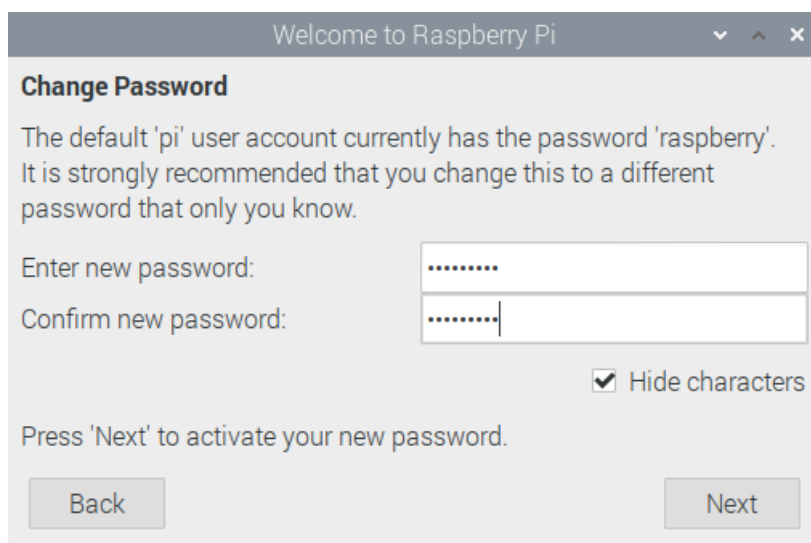 Welcome to Raspberry Pi
Change Password
The default 'pi' user account currently has the password 'raspberry'.
It is strongly recommended that you change this to a different
password that only you know.
Enter new password: •••••••••
Confirm new password: •••••••••
Hide characters
Press 'Next' to activate your new password.
Back Next